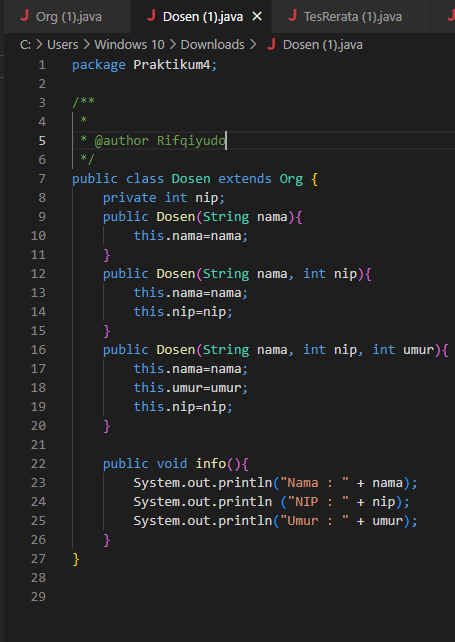 Org (1).java Dosen (1).java TesRerata (1).java
C: > Users > Windows 10 > Downloads > Dosen (1).java
1 package Praktikum4;
2
3 /**
4 *
5 * @author Rifqiyudo
6 */
7 public class Dosen extends Org {
8 private int nip;
9 public Dosen(String nama){
10 this.nama=nama;
11 }
12 public Dosen(String nama, int nip){
13 this.nama=nama;
14 this.nip=nip;
15 }
16 public Dosen(String nama, int nip, int umur){
17 this.nama=nama;
18 this.umur=umur;
19 this.nip=nip;
20 }
21
22 public void info(){
23 System.out.println("Nama : " + nama);
24 System.out.println ("NIP : " + nip);
25 System.out.println("Umur : " + umur);
26 }
27 }
28
29